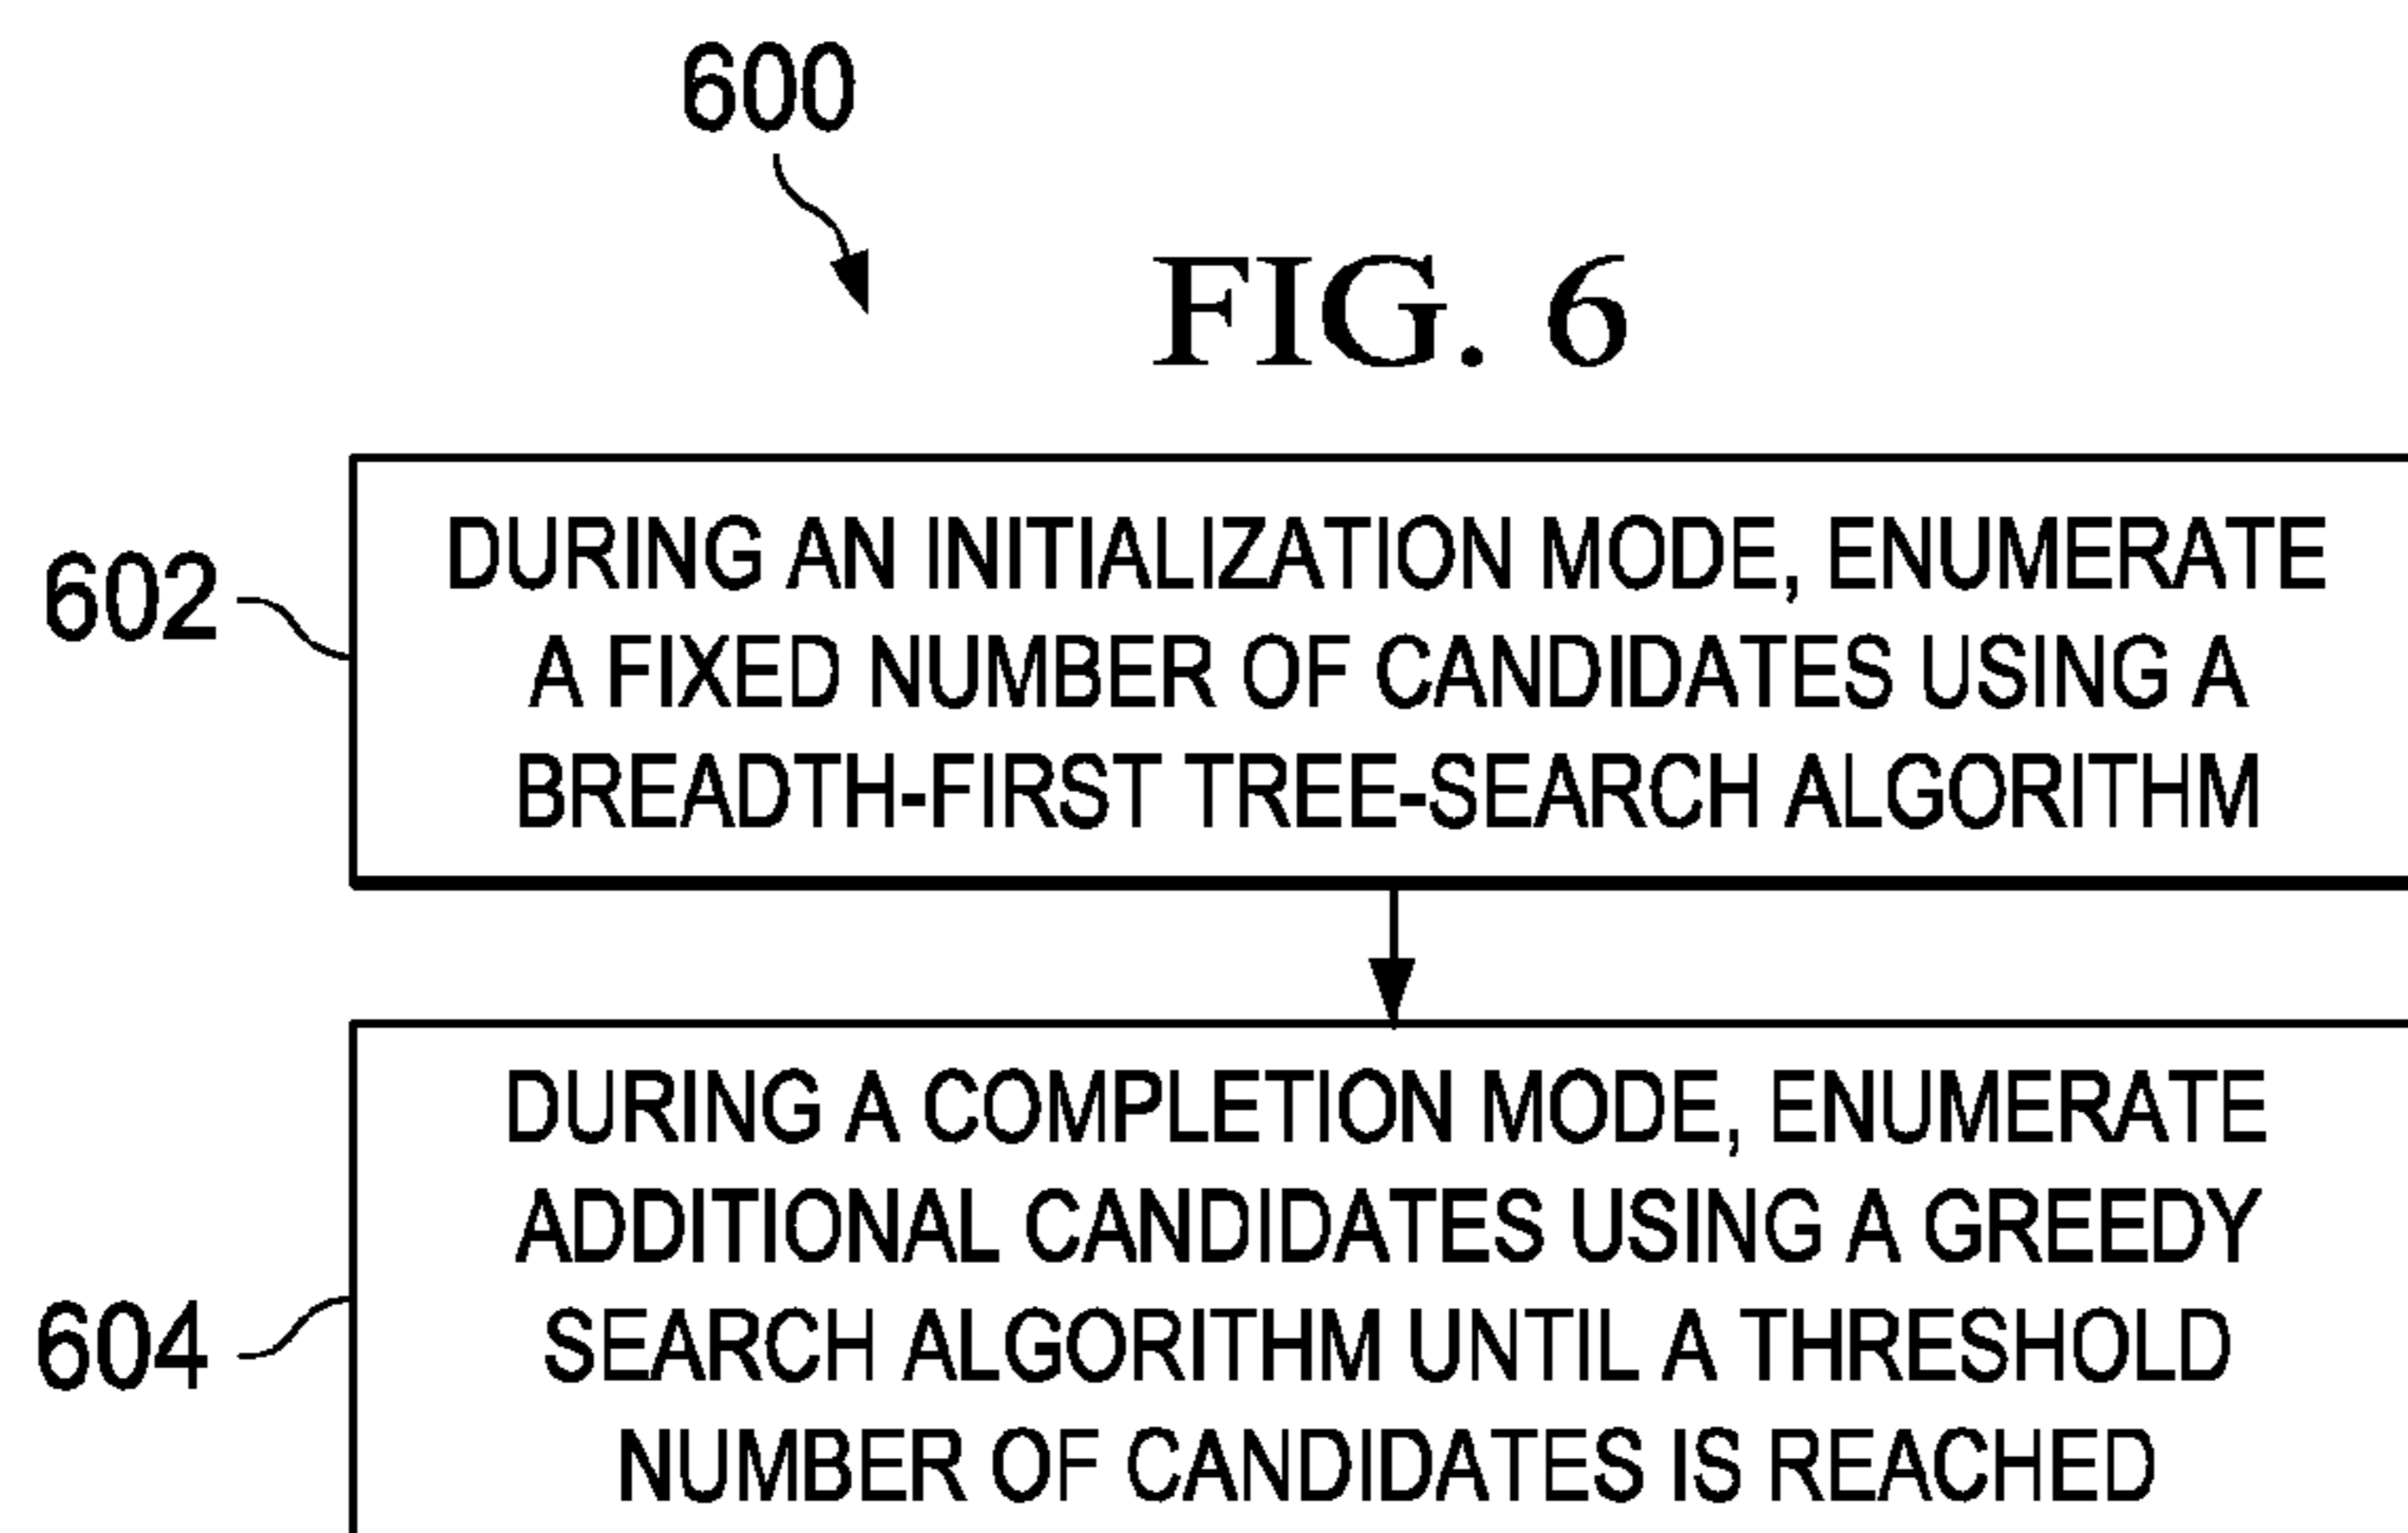 600
FIG. 6
602
DURING AN INITIALIZATION MODE, ENUMERATE
A FIXED NUMBER OF CANDIDATES USING A
BREADTH-FIRST TREE-SEARCH ALGORITHM
604
DURING A COMPLETION MODE, ENUMERATE
ADDITIONAL CANDIDATES USING A GREEDY
SEARCH ALGORITHM UNTIL A THRESHOLD
NUMBER OF CANDIDATES IS REACHED